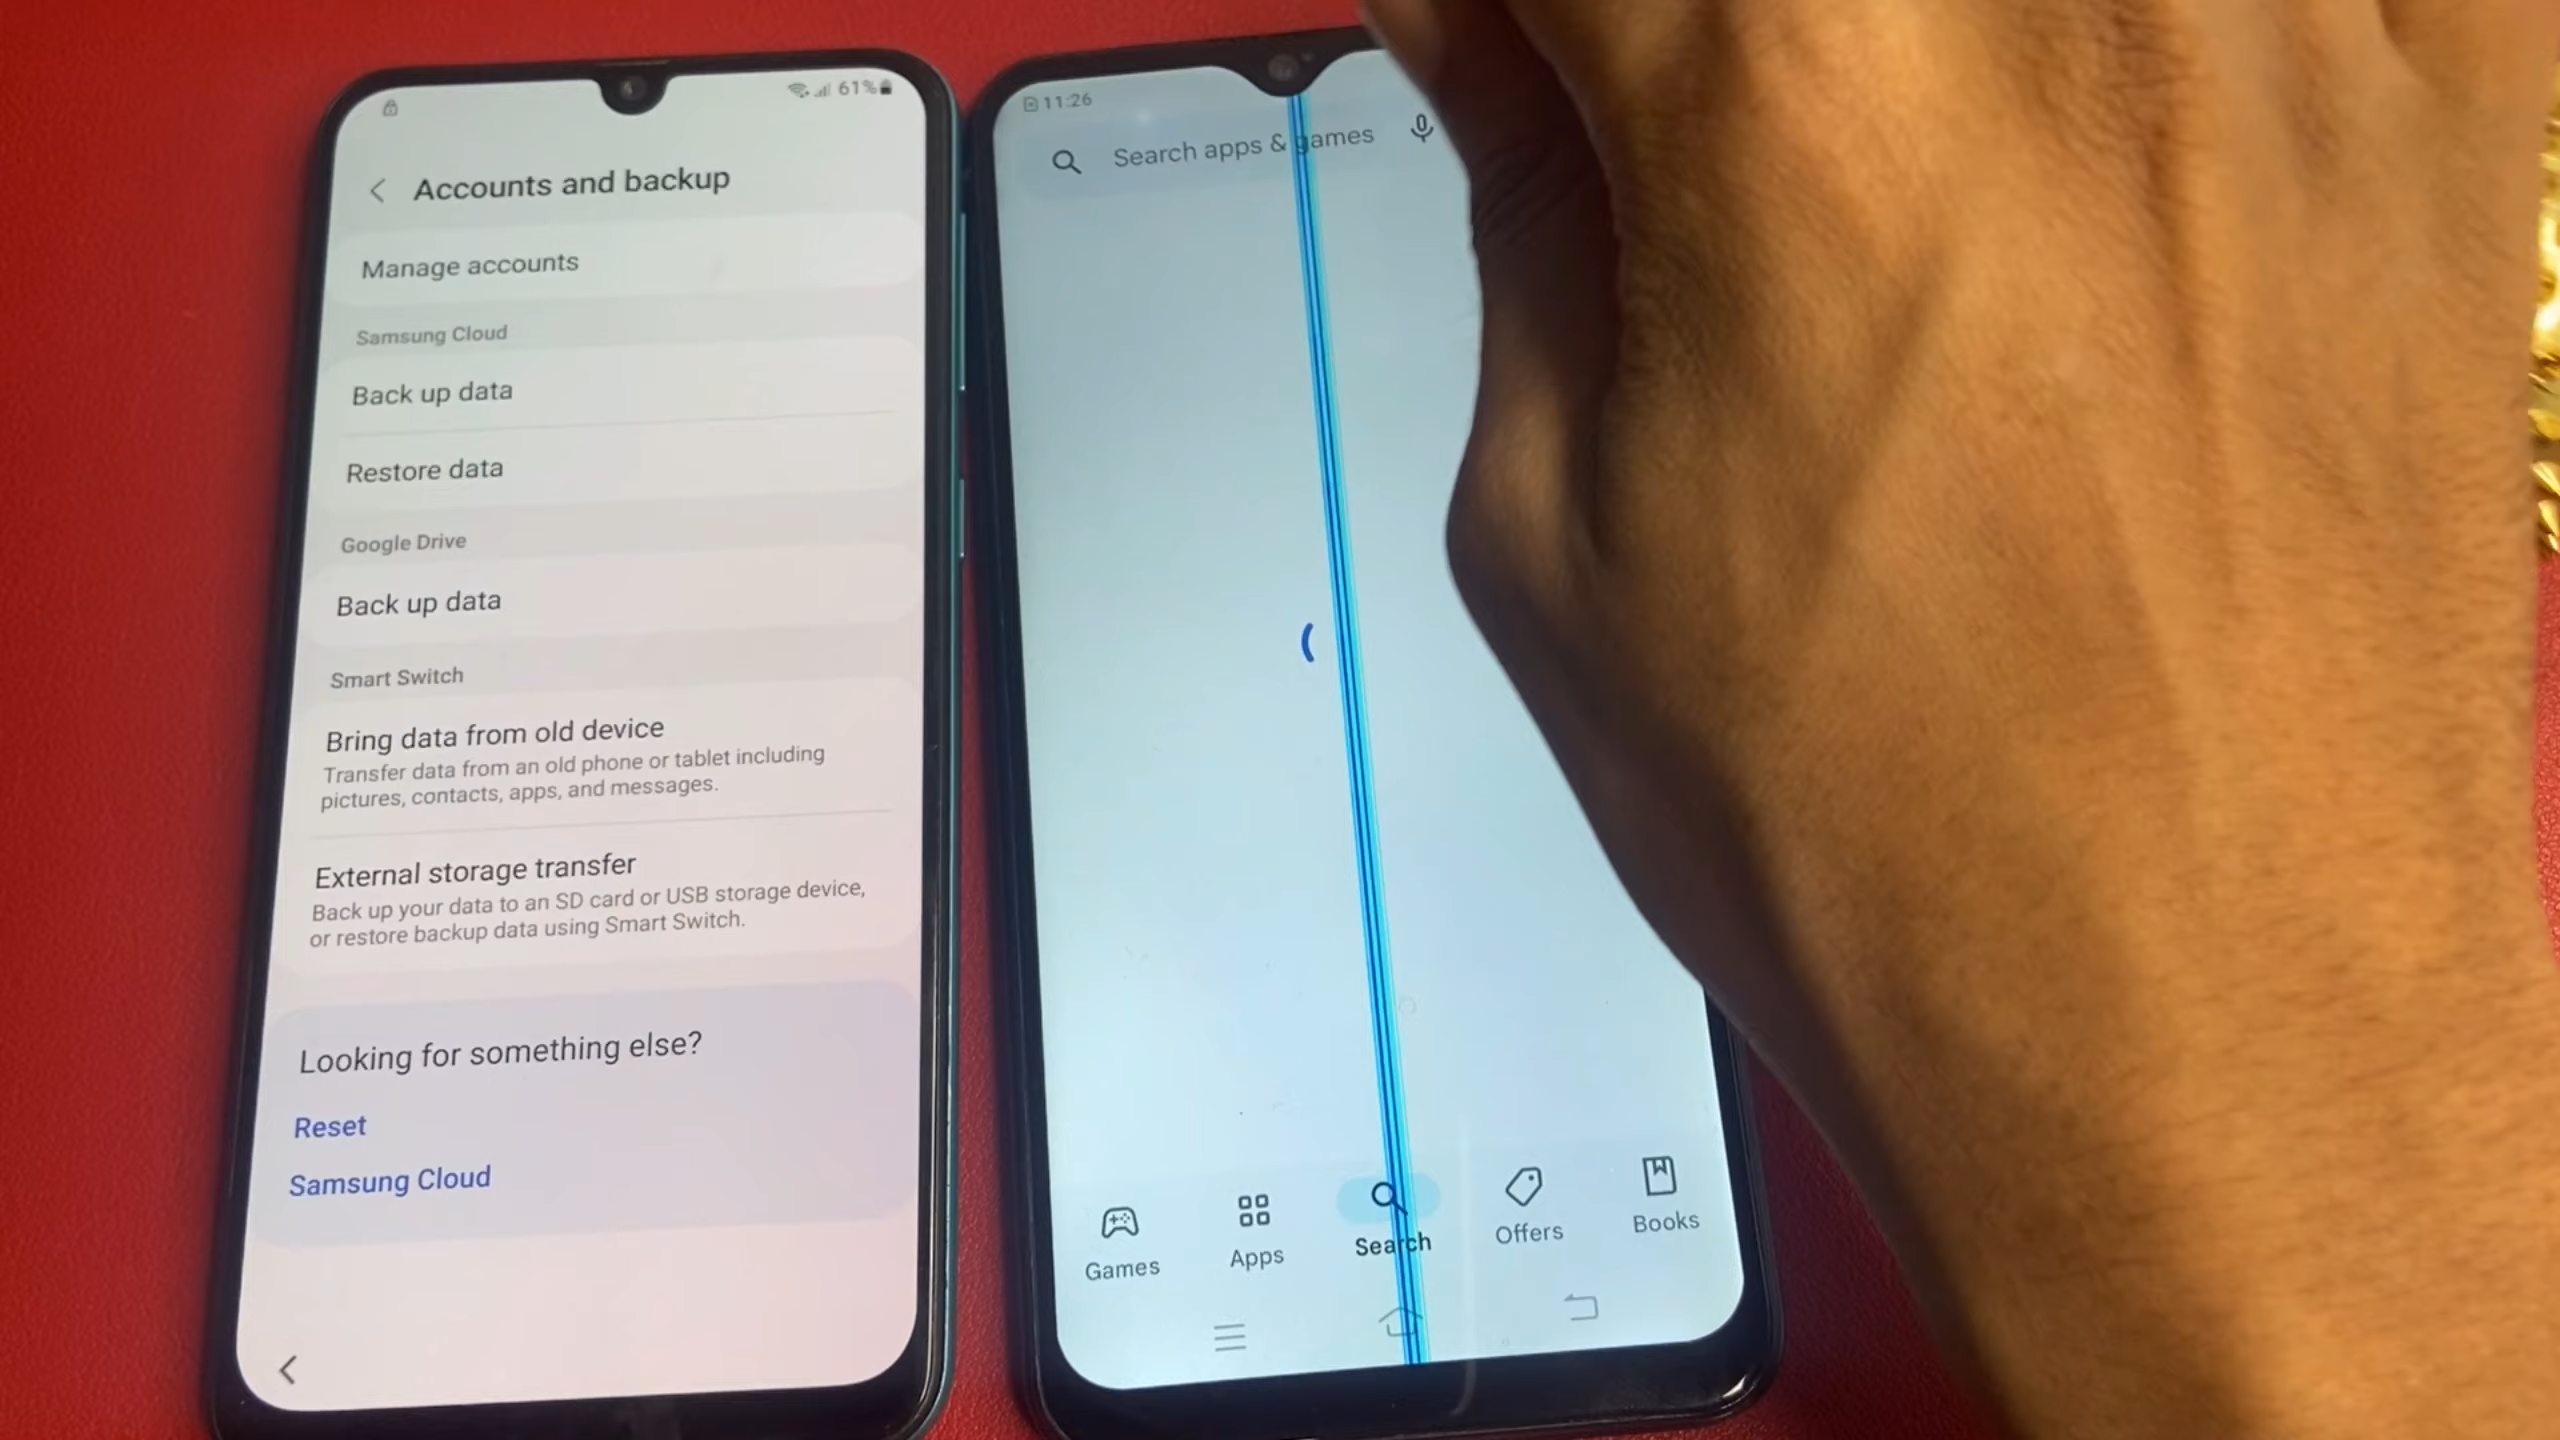 61%
Accounts and backup
Manage accounts
Samsung Cloud
Back up data
Restore data
Google Drive
Back up data
Smart Switch
Bring data from old device
Transfer data from an old phone or tablet including
pictures, contacts, apps, and messages.
External storage transfer
Back up your data to an SD card or USB storage device,
or restore backup data using Smart Switch.
Looking for something else?
Reset
Samsung Cloud
11:26
Search apps & games
Games
Apps
Search
Offers
Books